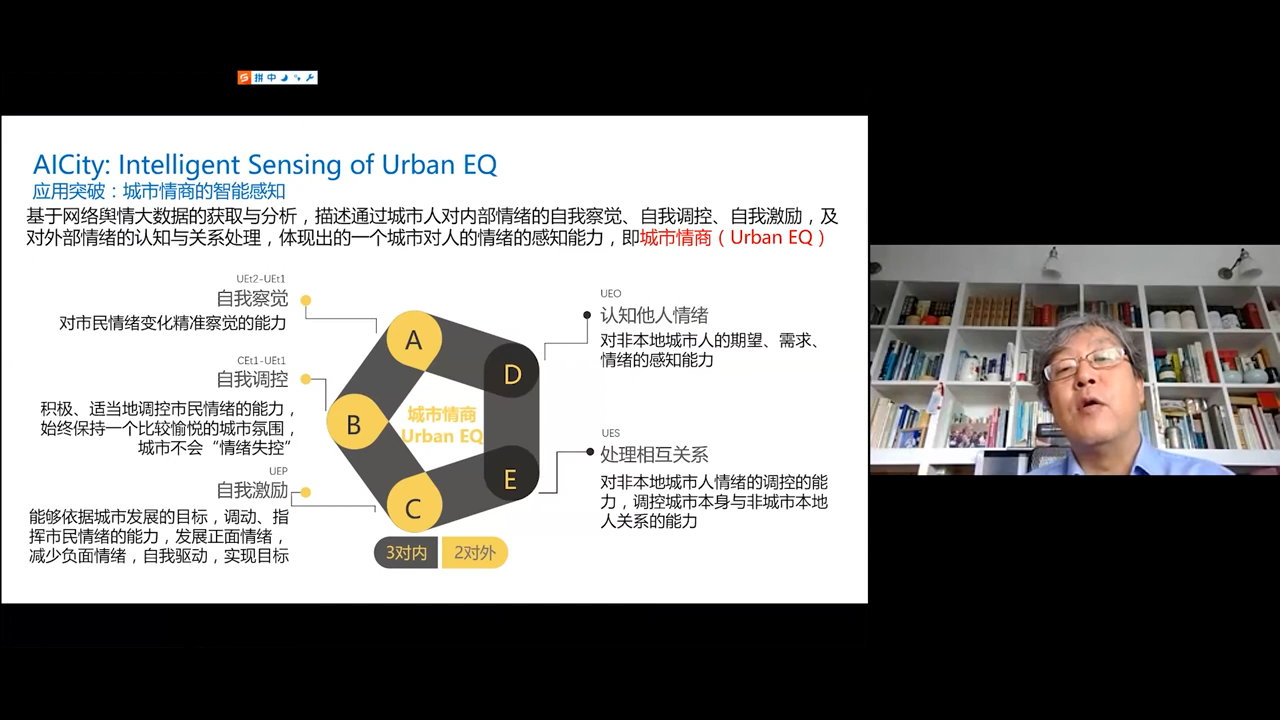 拼 中
AICity: Intelligent Sensing of Urban EQ
应用突破：城市情商的智能感知
基于网络舆情大数据的获取与分析，描述通过城市人对内部情绪的自我察觉、自我调控、自我激励，及
对外部情绪的认知与关系处理，体现出的一个城市对人的情绪的感知能力，即城市情商（Urban EQ）
UEt2-UEt1
自我察觉
对市民情绪变化精准察觉的能力
CEt1-UEt1
自我调控
积极、适当地调控市民情绪的能力，
始终保持一个比较愉悦的城市氛围，
城市不会“情绪失控”
UEP
自我激励
能够依据城市发展的目标，调动、指
挥市民情绪的能力，发展正面情绪，
减少负面情绪，自我驱动，实现目标
A
B
C
D
E
城市情商
Urban EQ
3对内 2对外
UEO
认知他人情绪
对非本地城市人的期望、需求、
情绪的感知能力
UES
处理相互关系
对非本地城市人情绪的调控的能
力，调控城市本身与非城市本地
人关系的能力